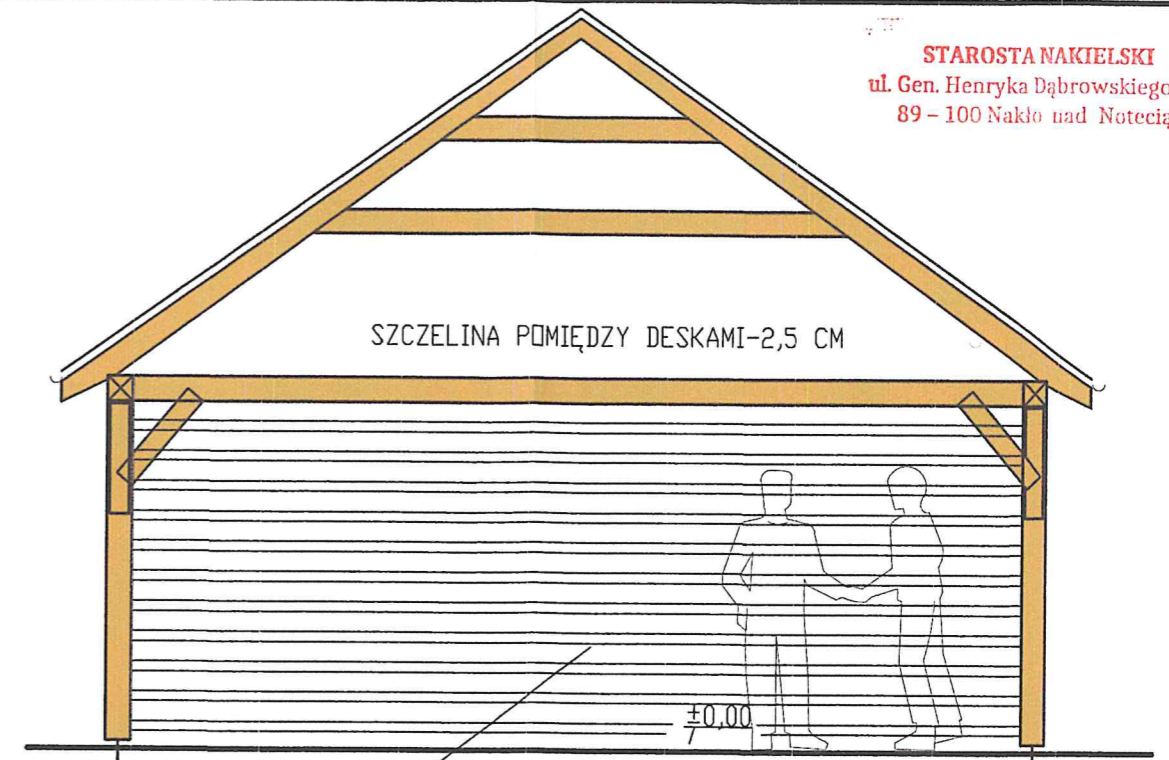 STAROSTA NAKIELSKI
ul. Gen. Henryka Dąbrowskiego
89 – 100 Nakło nad Notecią
SZCZELINA POMIĘDZY DESKAMI-2,5 CM
±0,00